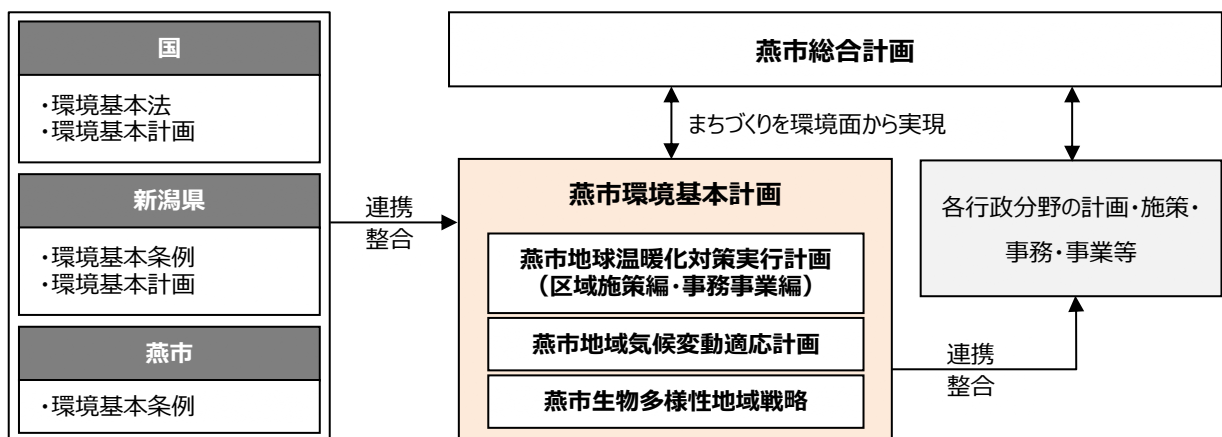 国
・環境基本法
・環境基本計画
新潟県
・環境基本条例
・環境基本計画
燕市
・環境基本条例
連携
整合
燕市総合計画
まちづくりを環境面から実現
燕市環境基本計画
燕市地球温暖化対策実行計画
（区域施策編・事務事業編）
燕市地域気候変動適応計画
燕市生物多様性地域戦略
各行政分野の計画・施策・
事務・事業等
連携
整合